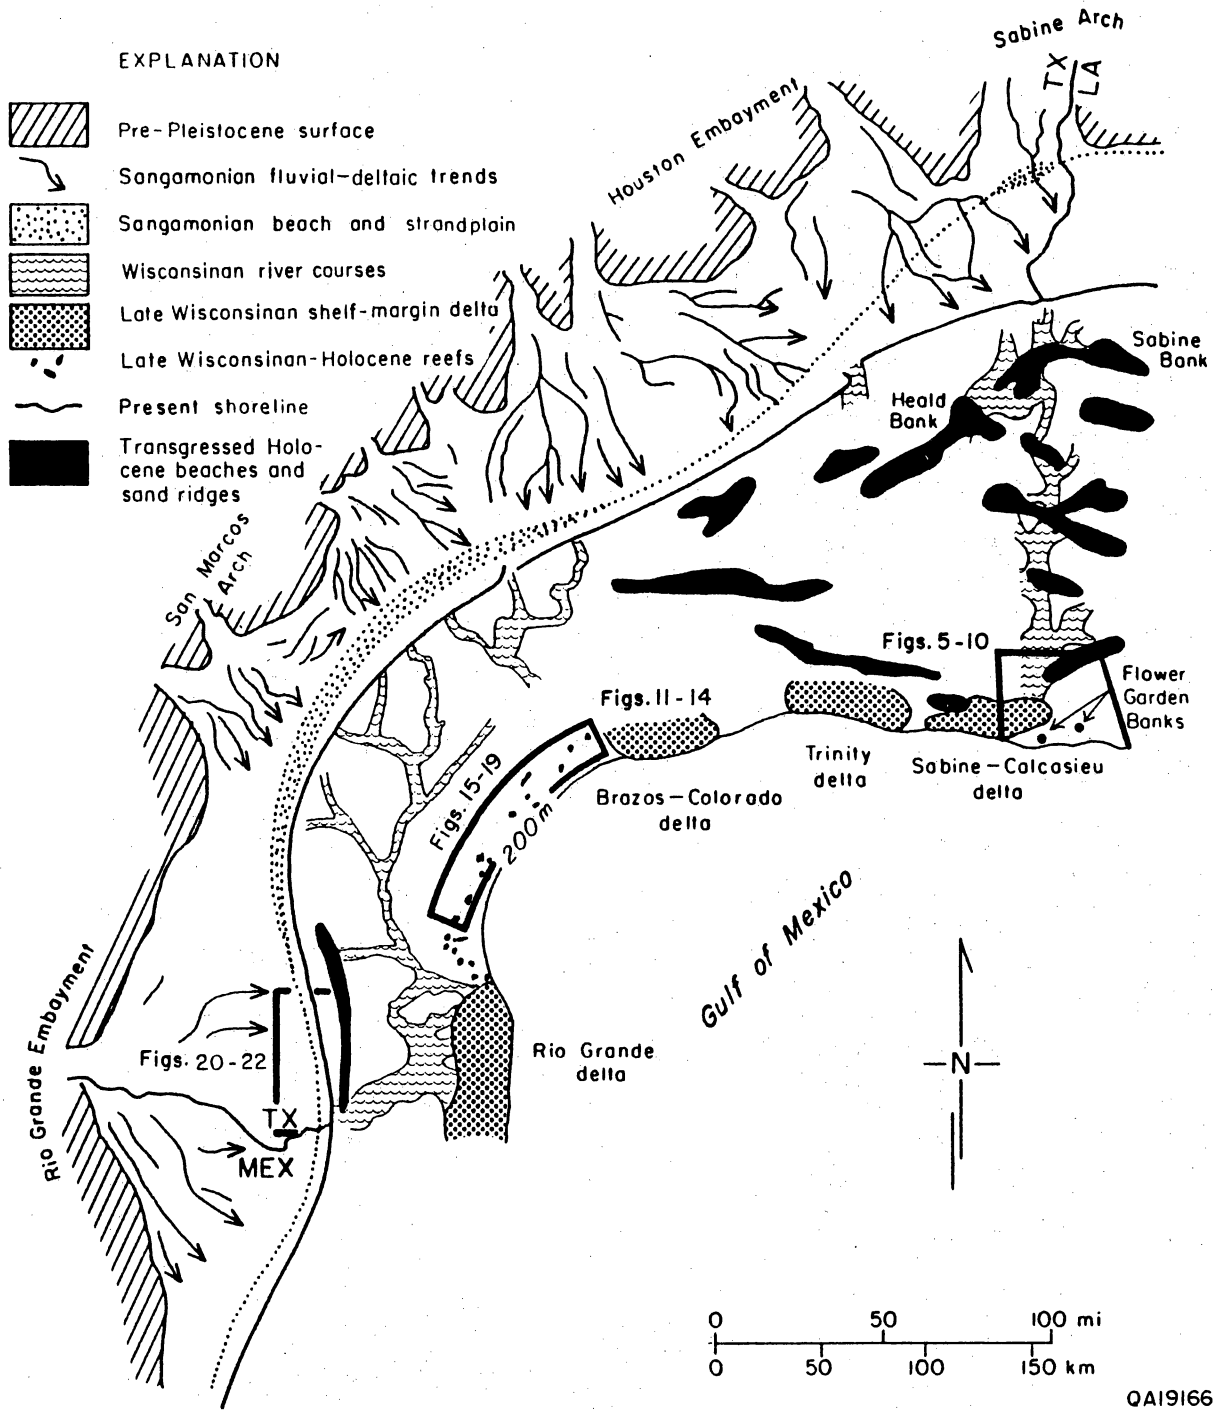 EXPLANATION
Pre-Pleistocene surface
Sangamonian fluvial-deltaic trends
Sangamonian beach and strandplain
Wisconsinan river courses
Late Wisconsinan shelf-margin delta
Late Wisconsinan-Holocene reefs
Present shoreline
Transgressed Holo-
cene beaches and
sand ridges
Sabine Arch
TX
LA
Houston Embayment
San Marcos
Arch
Rio Grande Embayment
Sabine
Bank
Heald
Bank
Figs. 5-10
Flower
Garden
Banks
Figs. 11-14
Figs. 15-19
200 m
Trinity
delta
Sabine-Calcasieu
delta
Brazos-Colorado
delta
Gulf of Mexico
Rio Grande
delta
Figs. 20-22
TX
MEX
N
0 50 100 mi
0 50 100 150 km
QA19166